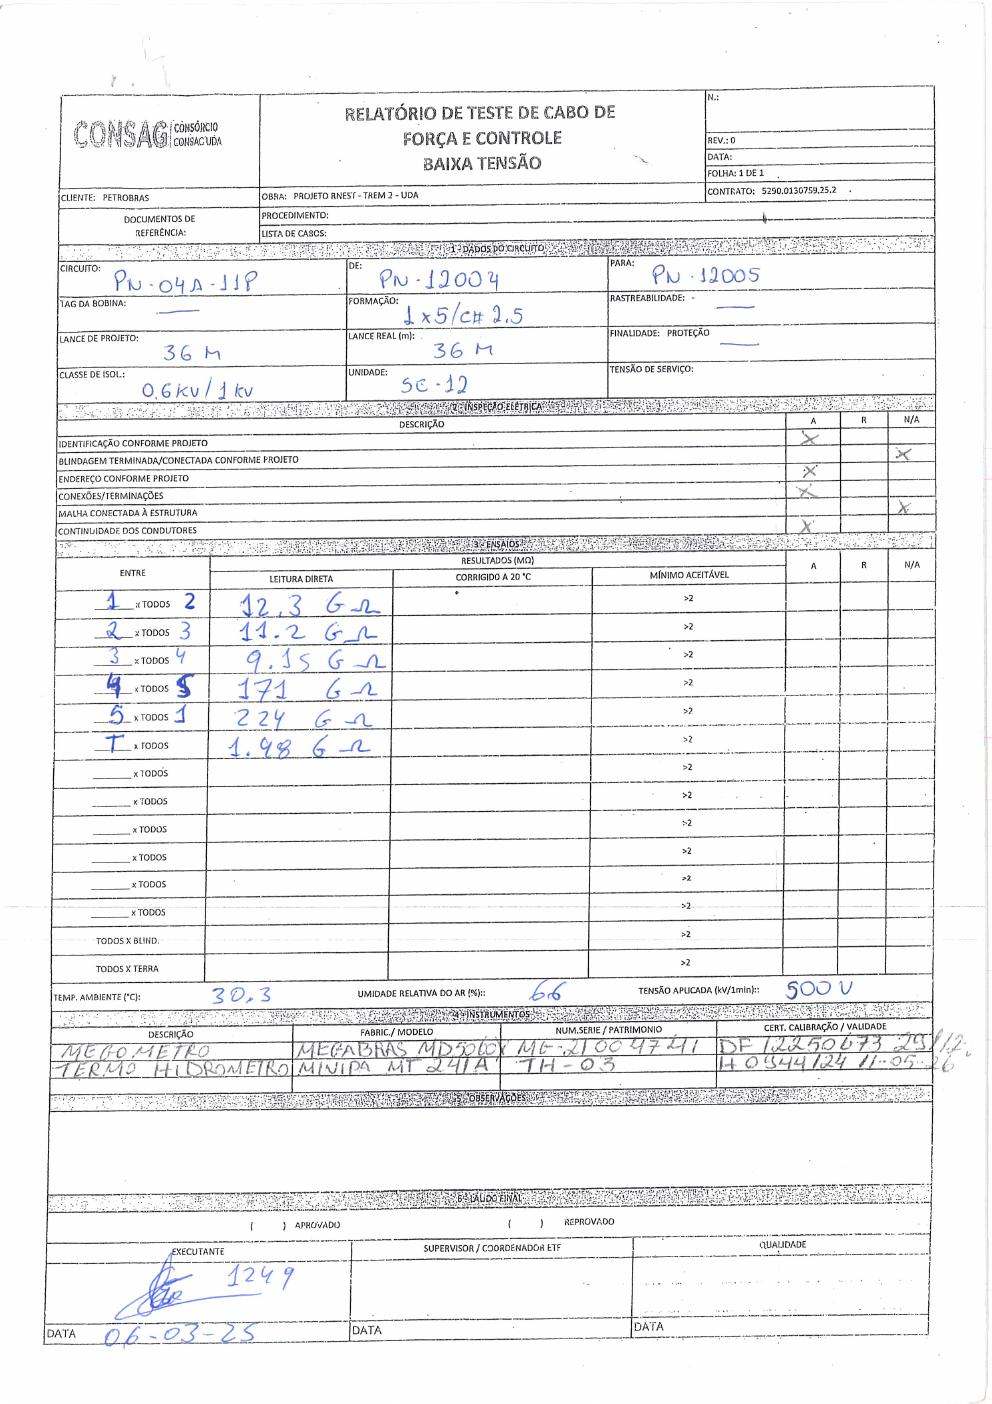 CONSAG CONSÓRCIO CONSAG UDA
RELATÓRIO DE TESTE DE CABO DE
FORÇA E CONTROLE
BAIXA TENSÃO
N.:
REV.: 0
DATA:
FOLHA: 1 DE 1
CLIENTE: PETROBRAS
OBRA: PROJETO RNEST - TREM 2 - UDA
CONTRATO: 5290.0130759.25.2
DOCUMENTOS DE REFERÊNCIA:
PROCEDIMENTO:
LISTA DE CABOS:
1 - DADOS DO CIRCUITO
CIRCUITO: PN-04A-11P DE: PN-12004 PARA: PN-12005
TAG DA BOBINA: — FORMAÇÃO: 1x5/C# 2.5 RASTREABILIDADE: - —
LANCE DE PROJETO: 36 M LANCE REAL (m): 36 M FINALIDADE: PROTEÇÃO —
CLASSE DE ISOL.: 0,6KV/1KV UNIDADE: SE-12 TENSÃO DE SERVIÇO:
2 - INSPEÇÃO ELÉTRICA
DESCRIÇÃO A R N/A
IDENTIFICAÇÃO CONFORME PROJETO X
BLINDAGEM TERMINADA/CONECTADA CONFORME PROJETO X
ENDEREÇO CONFORME PROJETO X
CONEXÕES/TERMINAÇÕES X
MALHA CONECTADA À ESTRUTURA X
CONTINUIDADE DOS CONDUTORES X
3 - ENSAIOS
ENTRE RESULTADOS (MΩ) A R N/A
LEITURA DIRETA CORRIGIDO A 20 °C MÍNIMO ACEITÁVEL
1 x TODOS 2 12.3 GΩ >2
2 x TODOS 3 11.2 GΩ >2
3 x TODOS 4 9.15 GΩ >2
4 x TODOS 5 171 GΩ >2
5 x TODOS 1 224 GΩ >2
T x TODOS 1.98 GΩ >2
x TODOS >2
x TODOS >2
x TODOS >2
x TODOS >2
x TODOS >2
x TODOS >2
TODOS X BLIND. >2
TODOS X TERRA >2
TEMP. AMBIENTE (°C): 30.3 UMIDADE RELATIVA DO AR (%):: 66 TENSÃO APLICADA (kV/1min):: 500 V
4 - INSTRUMENTOS
DESCRIÇÃO FABRIC./ MODELO NUM.SERIE / PATRIMONIO CERT. CALIBRAÇÃO / VALIDADE
MEGOMETRO MEGABRAS MD5060X MG-21004741 DF 12250673
TERMO HIDROMETRO MINIPA MT 241A TH-03 H 0944/24 11-05-26
5 - OBSERVAÇÕES
6 - LAUDO FINAL
( ) APROVADO ( ) REPROVADO
EXECUTANTE SUPERVISOR / COORDENADOR ETF QUALIDADE
1249
DATA 06-03-25 DATA DATA